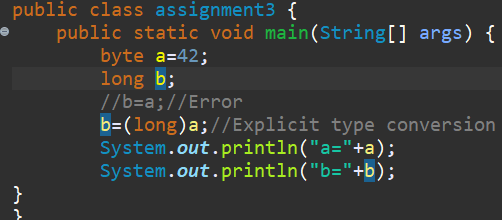 public class assignment3 {
public static void main(String[] args) {
byte a=42;
long b;
//b=a;//Error
b=(long)a;//Explicit type conversion
System.out.println("a="+a);
System.out.println("b="+b);
}
}